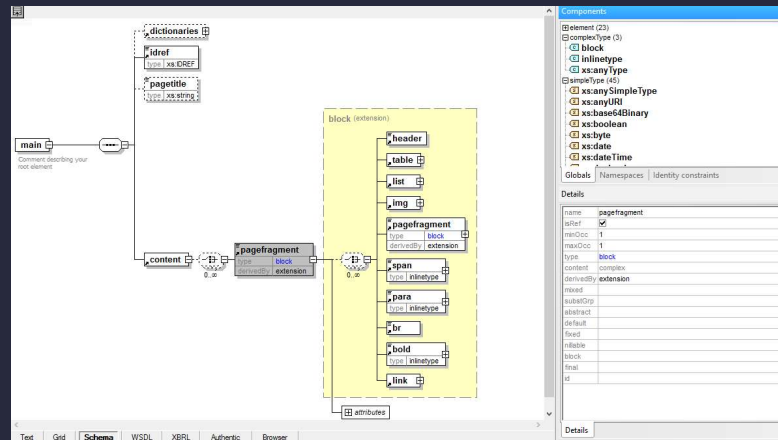 dictionaries
idref
type xs:IDREF
pagetitle
type xs:string
main
Comment describing your
root element
content
0..∞
pagefragment
type block
derivedBy extension
block (extension)
0..∞
header
table
list
img
pagefragment
type block
derivedBy extension
span
type inlinetype
para
type inlinetype
br
bold
type inlinetype
link
attributes
Text Grid Schema WSDL XBRL Authentic Browser
Components
element (23)
complexType (3)
block
inlinetype
xs:anyType
simpleType (45)
xs:anySimpleType
xs:anyURI
xs:base64Binary
xs:boolean
xs:byte
xs:date
xs:dateTime
Globals Namespaces Identity constraints
Details
name pagefragment
isRef
minOcc 1
maxOcc 1
type block
content complex
derivedBy extension
mixed
substGrp
abstract
default
fixed
nillable
block
final
id
Details